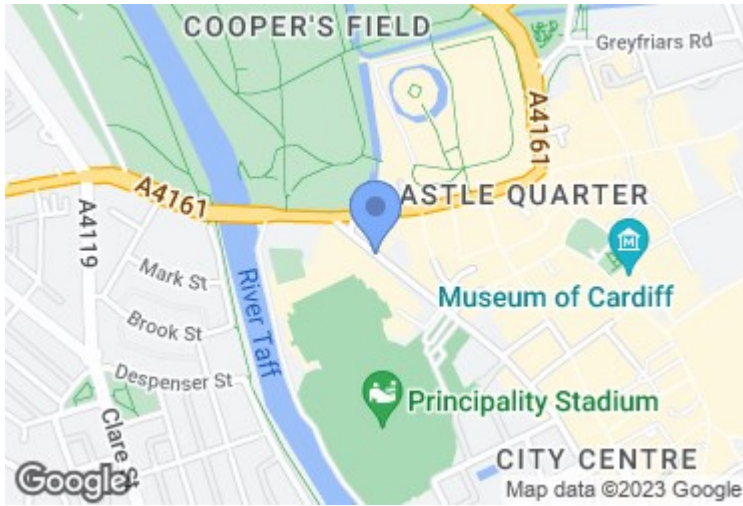 COOPER'S FIELD
Greyfriars Rd
A4161
A4161
ASTLE QUARTER
A4119
Mark St
River Taff
Museum of Cardiff
Brook St
Despenser St
Principality Stadium
Clare St
CITY CENTRE
Google
Map data ©2023 Google